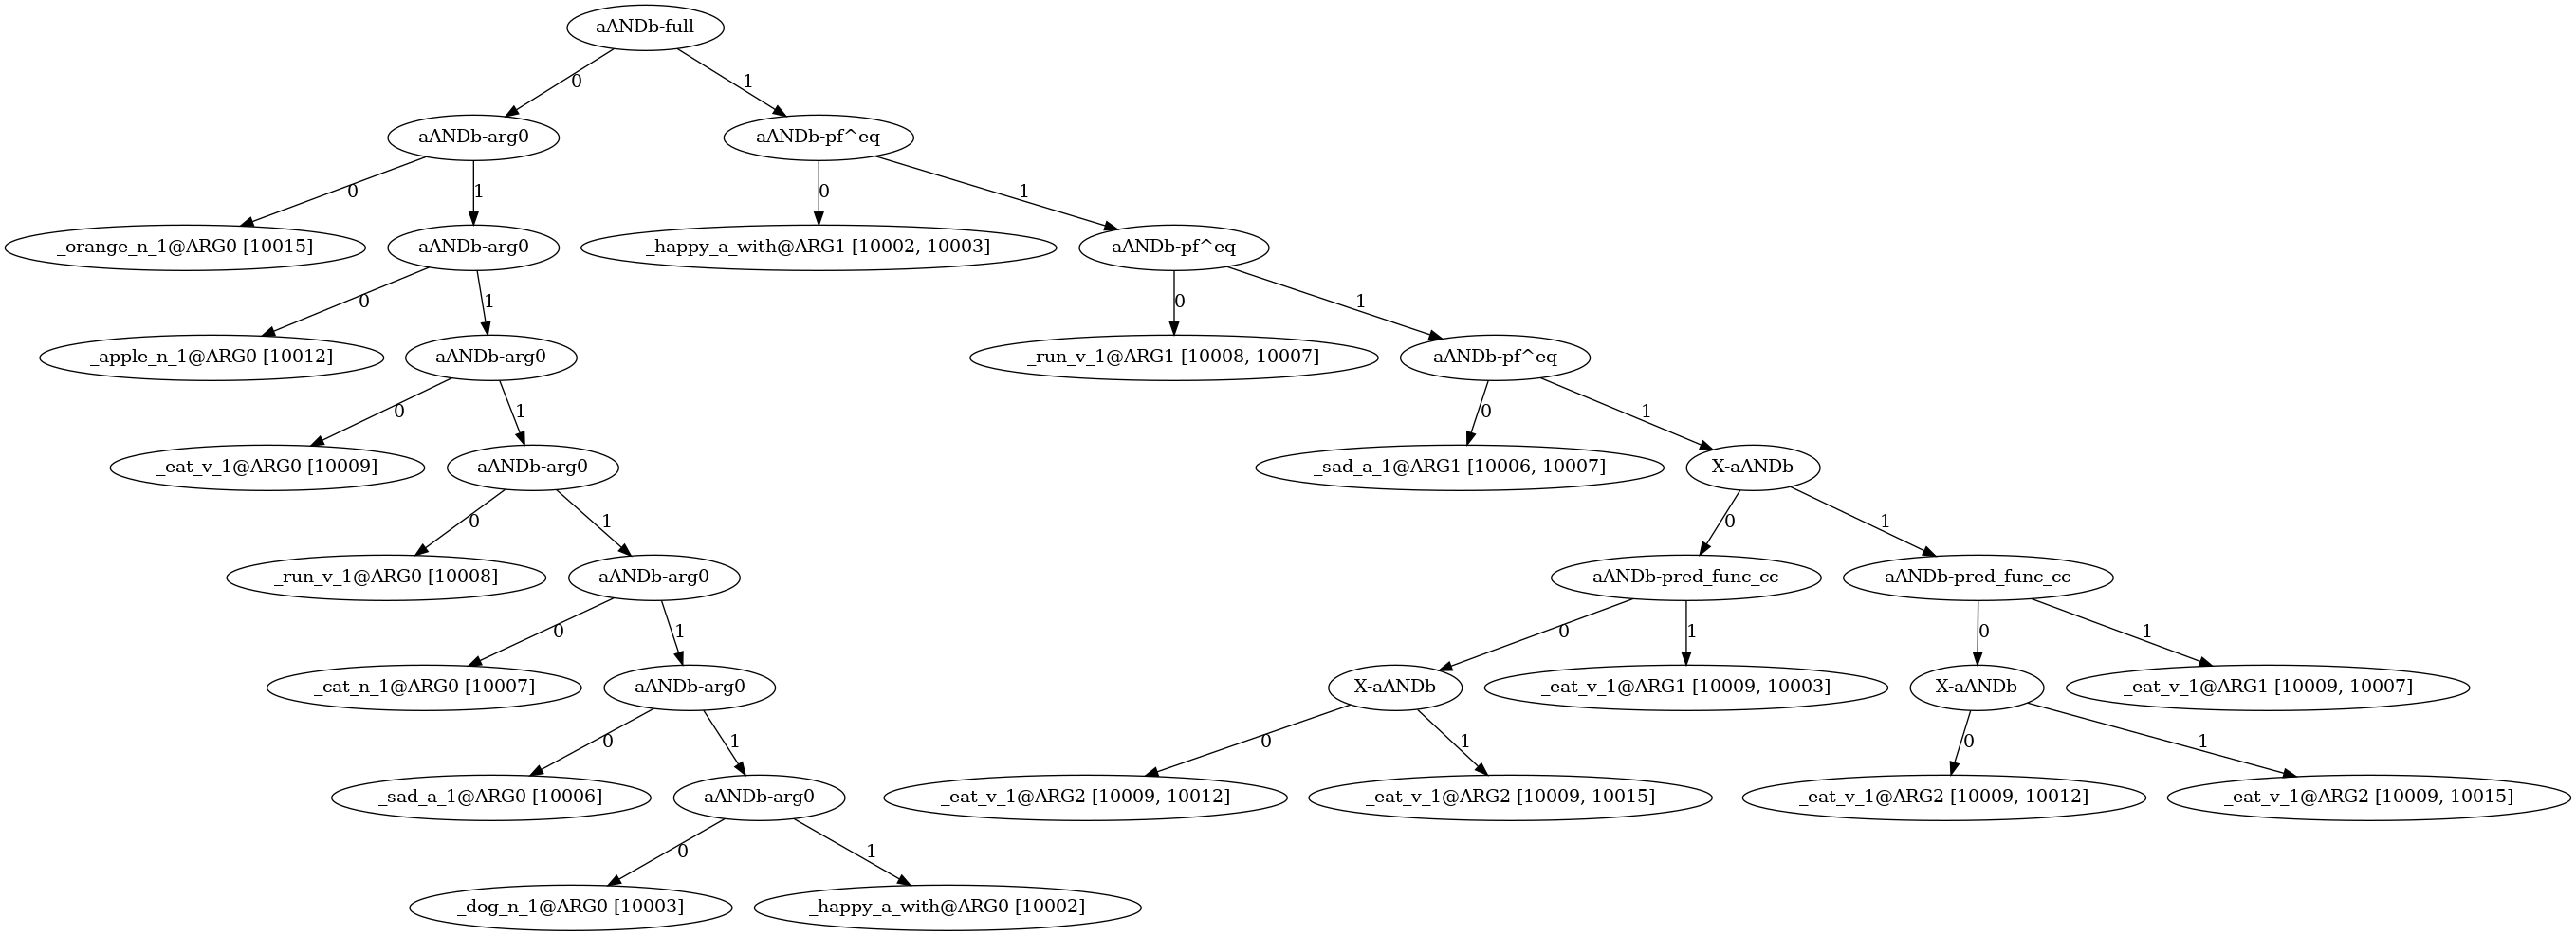 aANDb-full
0
1
aANDb-arg0
aANDb-pf^eq
0
1
0
1
_orange_n_1@ARG0 [10015]
aANDb-arg0
_happy_a_with@ARG1 [10002, 10003]
aANDb-pf^eq
0
1
0
1
_apple_n_1@ARG0 [10012]
aANDb-arg0
_run_v_1@ARG1 [10008, 10007]
aANDb-pf^eq
0
1
0
1
_eat_v_1@ARG0 [10009]
aANDb-arg0
_sad_a_1@ARG1 [10006, 10007]
X-aANDb
0
1
0
1
_run_v_1@ARG0 [10008]
aANDb-arg0
aANDb-pred_func_cc
aANDb-pred_func_cc
0
1
0
1
0
1
_cat_n_1@ARG0 [10007]
aANDb-arg0
X-aANDb
_eat_v_1@ARG1 [10009, 10003]
X-aANDb
_eat_v_1@ARG1 [10009, 10007]
0
1
0
1
0
1
_sad_a_1@ARG0 [10006]
aANDb-arg0
_eat_v_1@ARG2 [10009, 10012]
_eat_v_1@ARG2 [10009, 10015]
_eat_v_1@ARG2 [10009, 10012]
_eat_v_1@ARG2 [10009, 10015]
0
1
_dog_n_1@ARG0 [10003]
_happy_a_with@ARG0 [10002]